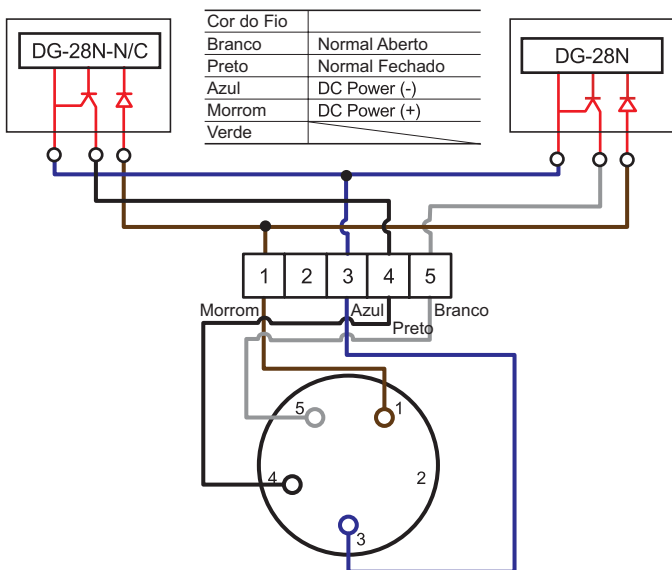 DG-28N-N/C
Cor do Fio
Branco Normal Aberto
Preto Normal Fechado
Azul DC Power (-)
Morrom DC Power (+)
Verde
DG-28N
1 2 3 4 5
Morrom Azul Branco
Preto
5 1
4 2
3